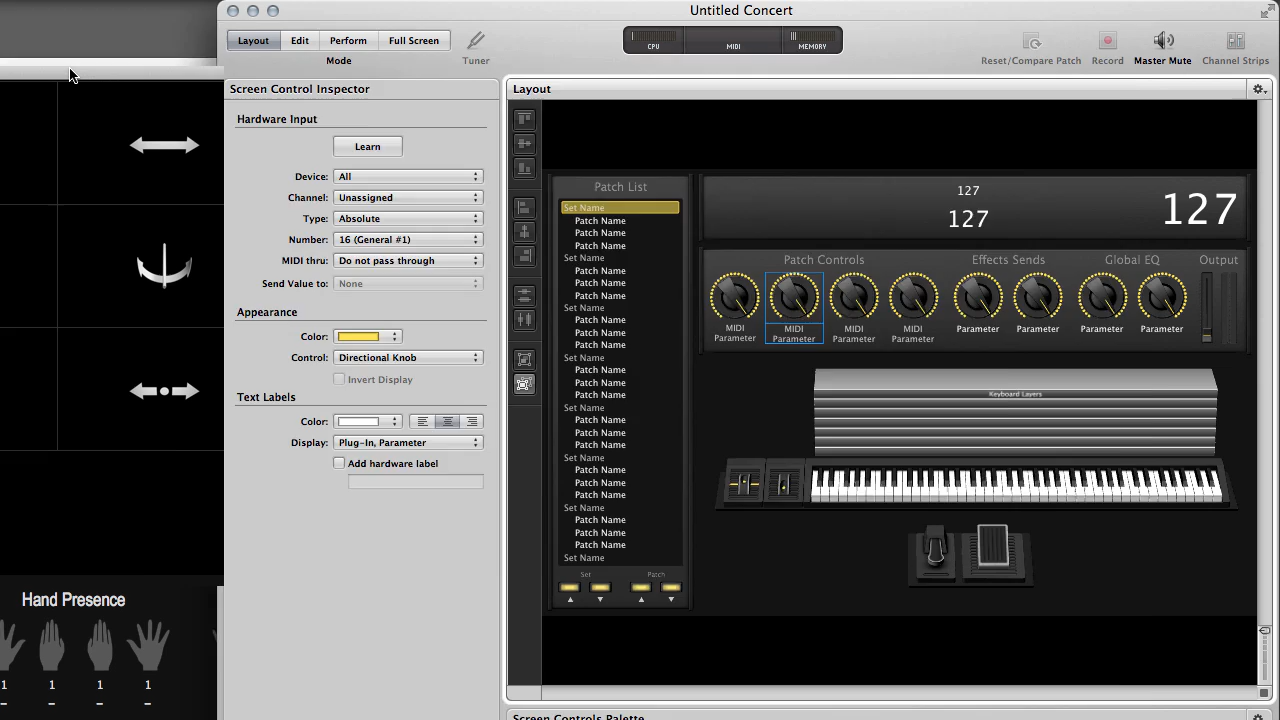 Untitled Concert
Layout Edit Perform Full Screen
Mode
Tuner
CPU MIDI MEMORY
Reset/Compare Patch Record Master Mute Channel Strips
Screen Control Inspector
Hardware Input
Learn
Device: All
Channel: Unassigned
Type: Absolute
Number: 16 (General #1)
MIDI thru: Do not pass through
Send Value to: None
Appearance
Color:
Control: Directional Knob
Invert Display
Text Labels
Color:
Display: Plug-In, Parameter
Add hardware label
Hand Presence
1 1 1 1
– – – –
Layout
Patch List
Set Name
Patch Name
Patch Name
Patch Name
Set Name
Patch Name
Patch Name
Patch Name
Set Name
Patch Name
Patch Name
Patch Name
Set Name
Patch Name
Patch Name
Patch Name
Set Name
Patch Name
Patch Name
Patch Name
Set Name
Patch Name
Patch Name
Patch Name
Set Name
Patch Name
Patch Name
Patch Name
Set Name
Set Patch
127
127
127
Patch Controls Effects Sends Global EQ Output
MIDI MIDI MIDI MIDI
Parameter Parameter Parameter Parameter Parameter Parameter Parameter Parameter
Keyboard Layers
Screen Controls Palette